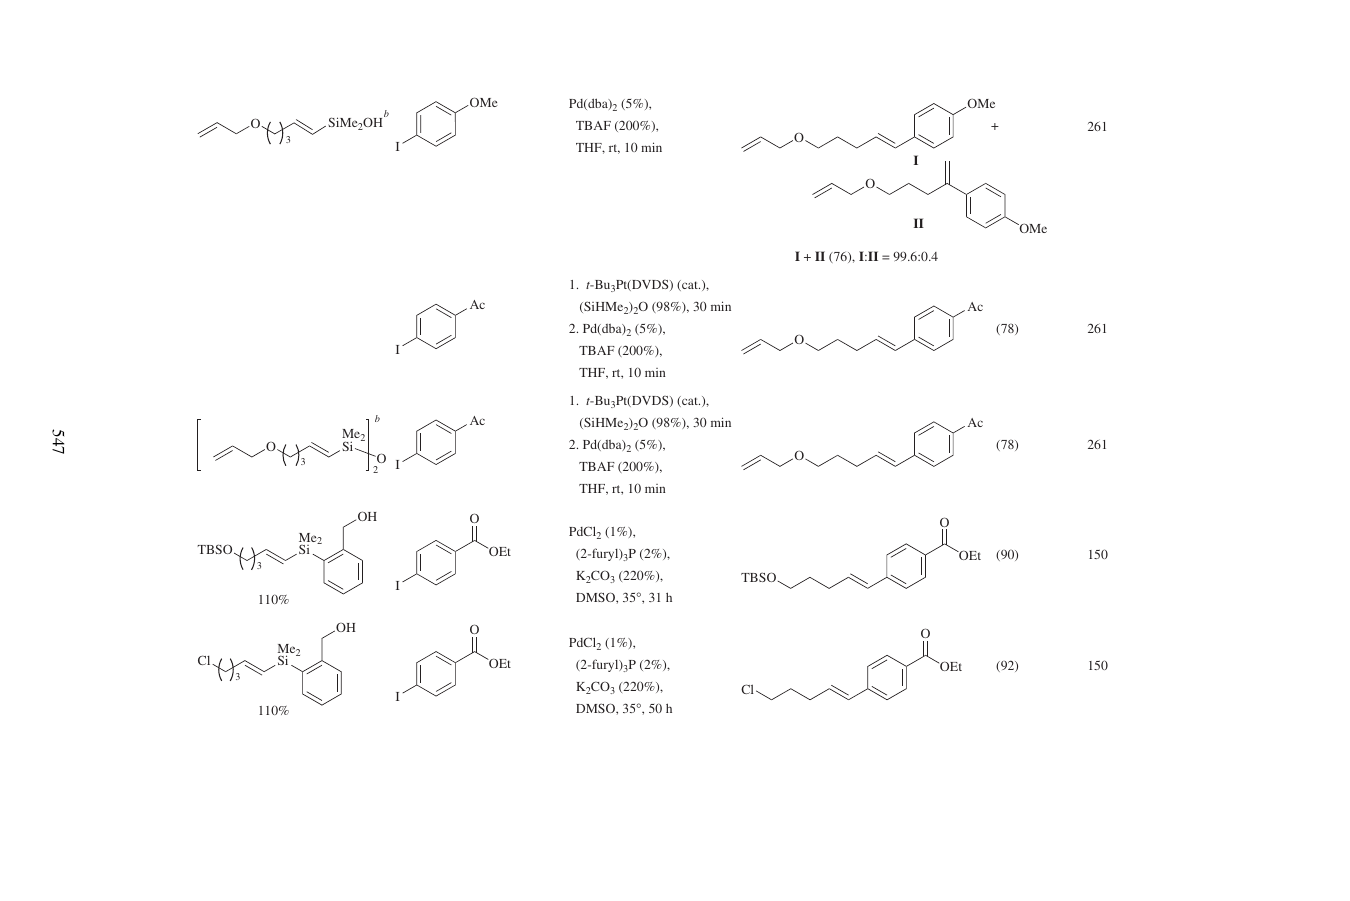 O
( )3
SiMe2OH b
OMe
I
Pd(dba)2 (5%),
TBAF (200%),
THF, rt, 10 min
O
OMe
+
I
261
O
II
OMe
I + II (76), I:II = 99.6:0.4
Ac
I
1. t-Bu3Pt(DVDS) (cat.),
(SiHMe2)2O (98%), 30 min
2. Pd(dba)2 (5%),
TBAF (200%),
THF, rt, 10 min
O
Ac
(78)
261
547
[ O ( )3 Me2 Si ]2 b O
Ac
I
1. t-Bu3Pt(DVDS) (cat.),
(SiHMe2)2O (98%), 30 min
2. Pd(dba)2 (5%),
TBAF (200%),
THF, rt, 10 min
O
Ac
(78)
261
TBSO ( )3
Me2
Si
OH
110%
O
OEt
I
PdCl2 (1%),
(2-furyl)3P (2%),
K2CO3 (220%),
DMSO, 35°, 31 h
TBSO
O
OEt
(90)
150
Cl ( )3
Me2
Si
OH
110%
O
OEt
I
PdCl2 (1%),
(2-furyl)3P (2%),
K2CO3 (220%),
DMSO, 35°, 50 h
Cl
O
OEt
(92)
150